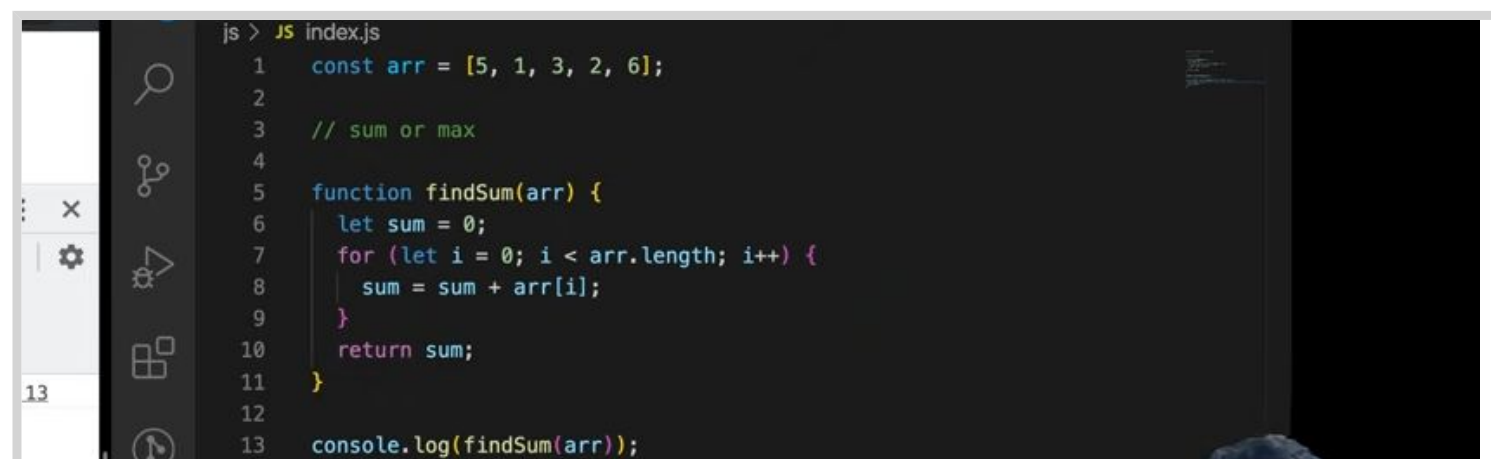 js > JS index.js
1 const arr = [5, 1, 3, 2, 6];
2
3 // sum or max
4
5 function findSum(arr) {
6 let sum = 0;
7 for (let i = 0; i < arr.length; i++) {
8 sum = sum + arr[i];
9 }
10 return sum;
11 }
12
13 console.log(findSum(arr));
13